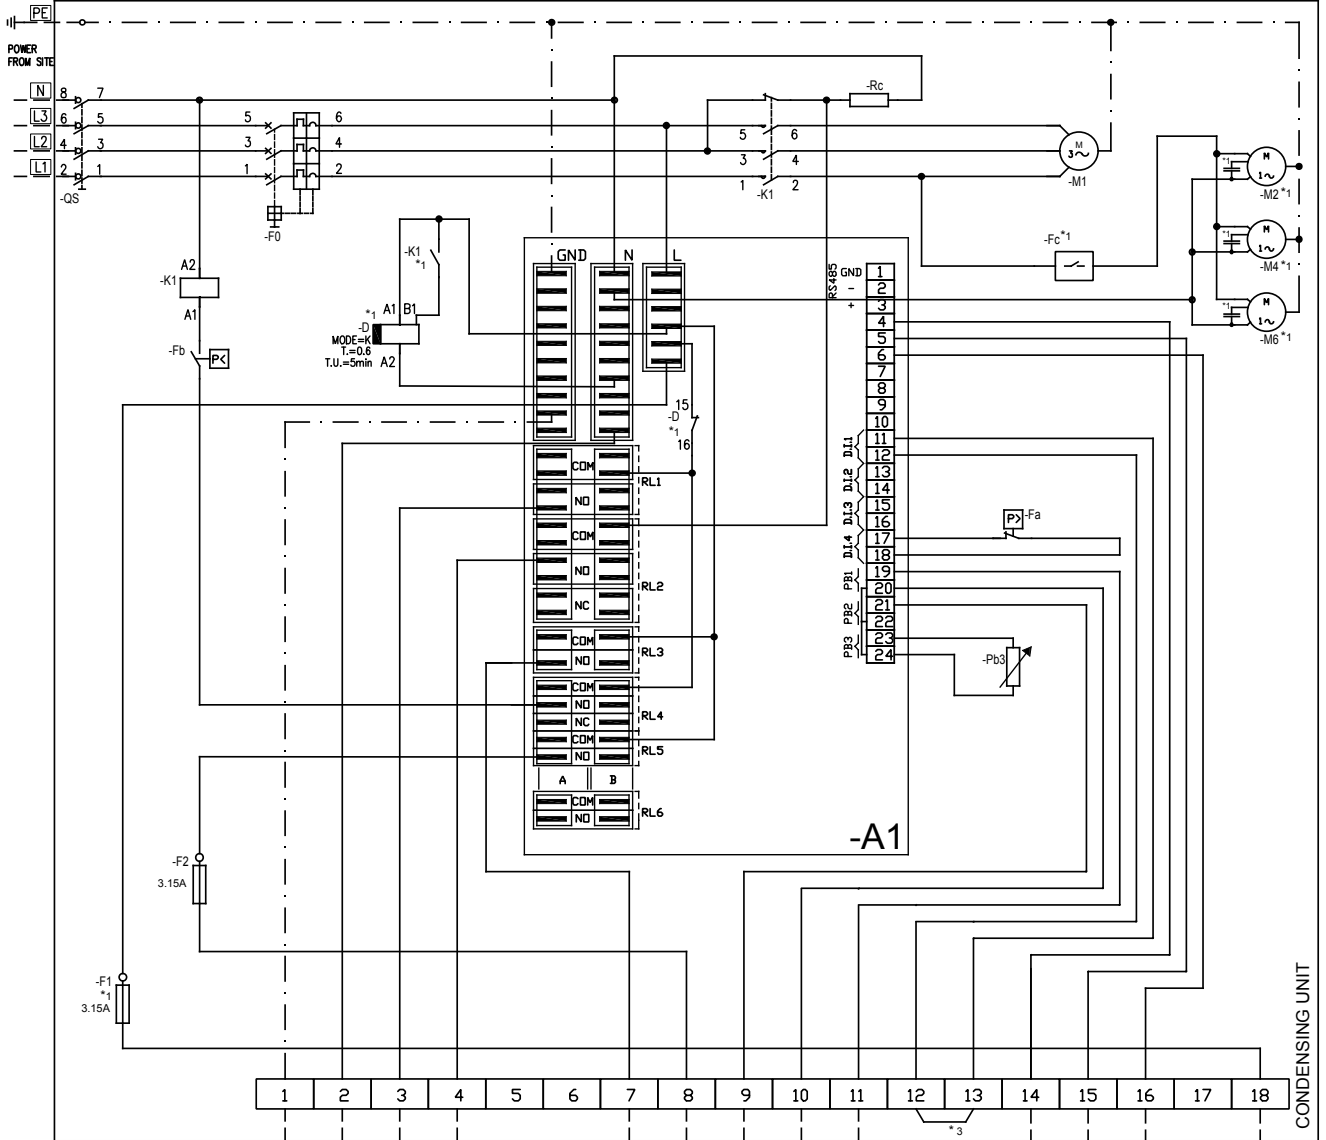 PE
POWER
FROM SITE
N 8 7
L3 6 5 5 6
L2 4 3 3 4
L1 2 1 1 2
-QS
-F0
-Rc
5 6
3 4
1 2
-K1
M
3~
-M1
*1 M
1~
-M2 *1
*1 M
1~
-M4 *1
*1 M
1~
-M6 *1
-Fc *1
A2
-K1
A1
-Fb P<
-K1
*1
*1 A1 B1
-D
MODE=K
T.=0.6
T.U.=5min A2
GND N L
15
-D
*1
16
COM
NO
RL1
COM
NO
NC
RL2
COM
NO
RL3
COM
NO
NC
RL4
COM
NO
RL5
A B
COM
NO
RL6
RS485
GND 1
- 2
+ 3
4
5
6
7
8
9
10
D.I.1 11
12
D.I.2 13
14
D.I.3 15
16
D.I.4 17
18
PB1 19
20
PB2 21
22
PB3 23
24
P> -Fa
-Pb3
-A1
-F2
3.15A
-F1
*1
3.15A
1 2 3 4 5 6 7 8 9 10 11 12 13 14 15 16 17 18
*3
CONDENSING UNIT